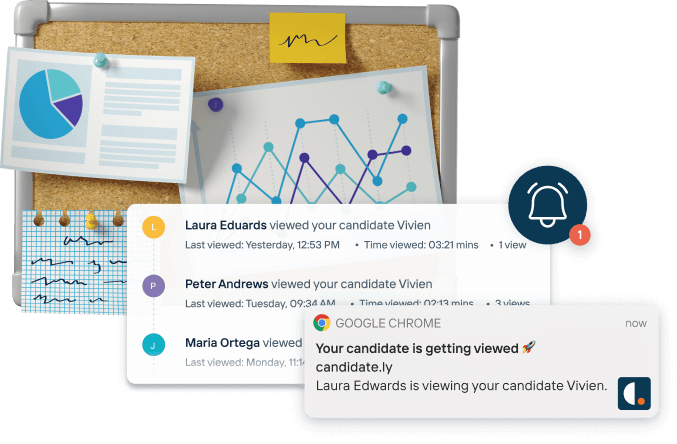 1
L
Laura Eduards viewed your candidate Vivien
Last viewed: Yesterday, 12:53 PM • Time viewed: 03:21 mins • 1 view
P
Peter Andrews viewed your candidate Vivien
Last viewed: Tuesday, 09:34 AM • Time viewed: 02:13 mins • 3 views
J
Maria Ortega viewed
Last viewed: Monday, 11:14
GOOGLE CHROME now
Your candidate is getting viewed 🚀
candidate.ly
Laura Edwards is viewing your candidate Vivien.